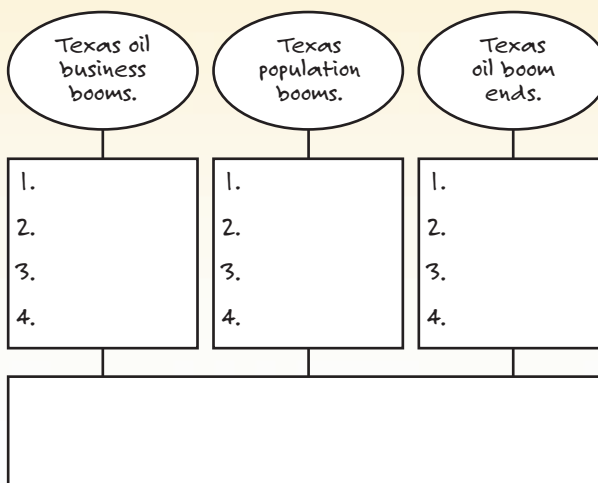 Texas oil
business
booms.
Texas
population
booms.
Texas
oil boom
ends.
1.
2.
3.
4.
1.
2.
3.
4.
1.
2.
3.
4.